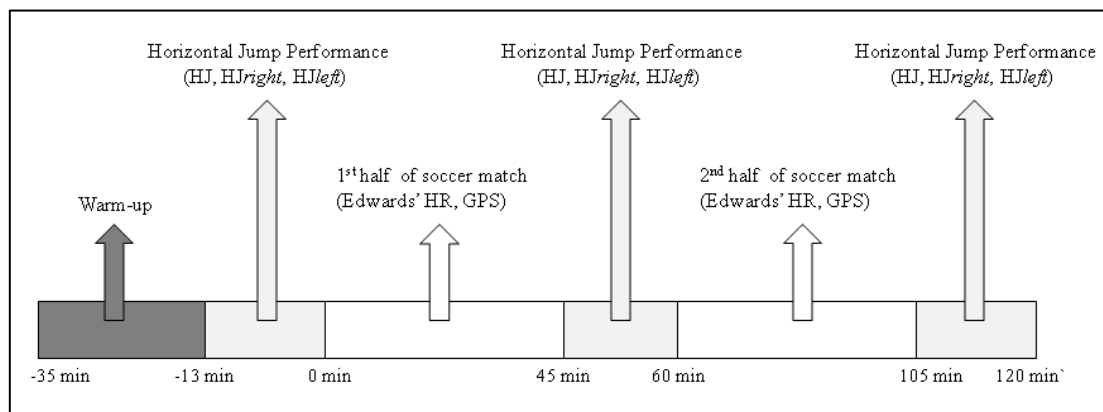 Horizontal Jump Performance
(HJ, HJright, HJleft)
Horizontal Jump Performance
(HJ, HJright, HJleft)
Horizontal Jump Performance
(HJ, HJright, HJleft)
1st half of soccer match
(Edwards' HR, GPS)
2nd half of soccer match
(Edwards' HR, GPS)
Warm-up
-35 min
-13 min
0 min
45 min
60 min
105 min
120 min`